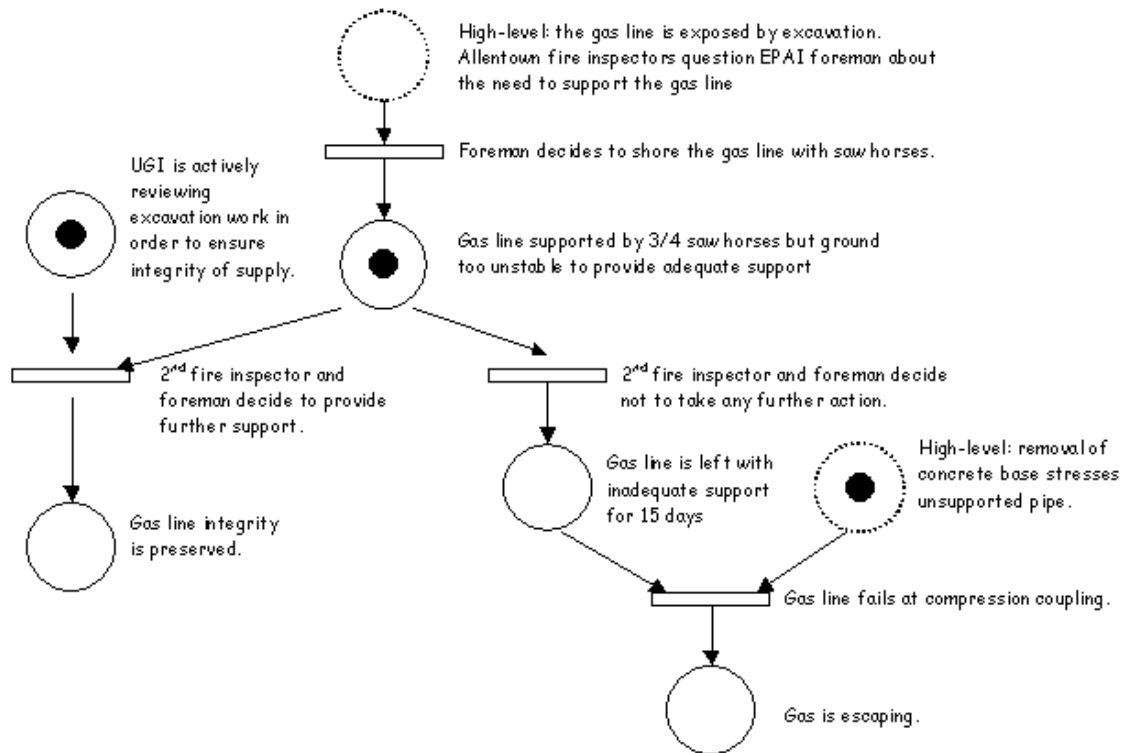 High-level: the gas line is exposed by excavation.
Allentown fire inspectors question EPAI foreman about
the need to support the gas line
Foreman decides to shore the gas line with saw horses.
UGI is actively
reviewing
excavation work in
order to ensure
integrity of supply.
Gas line supported by 3/4 saw horses but ground
too unstable to provide adequate support
2nd fire inspector and
foreman decide to provide
further support.
2nd fire inspector and foreman decide
not to take any further action.
Gas line is left with
inadequate support
for 15 days
High-level: removal of
concrete base stresses
unsupported pipe.
Gas line integrity
is preserved.
Gas line fails at compression coupling.
Gas is escaping.